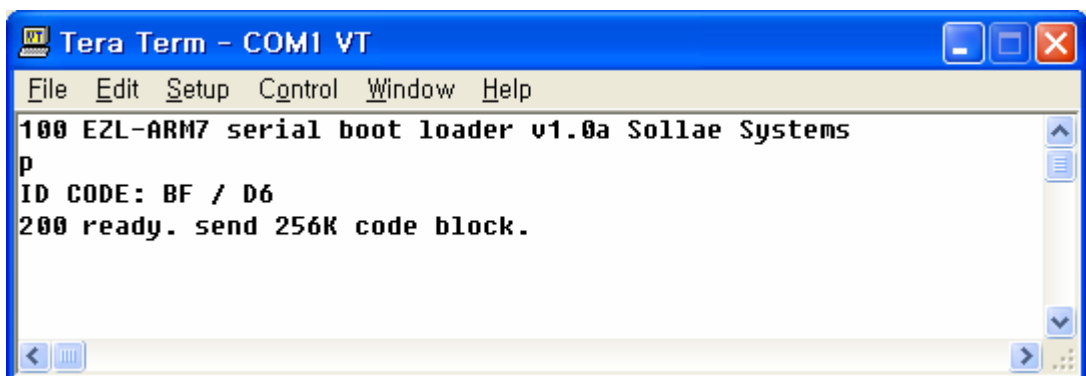 Tera Term - COM1 VT
File Edit Setup Control Window Help
100 EZL-ARM7 serial boot loader v1.0a Sollae Systems
p
ID CODE: BF / D6
200 ready. send 256K code block.